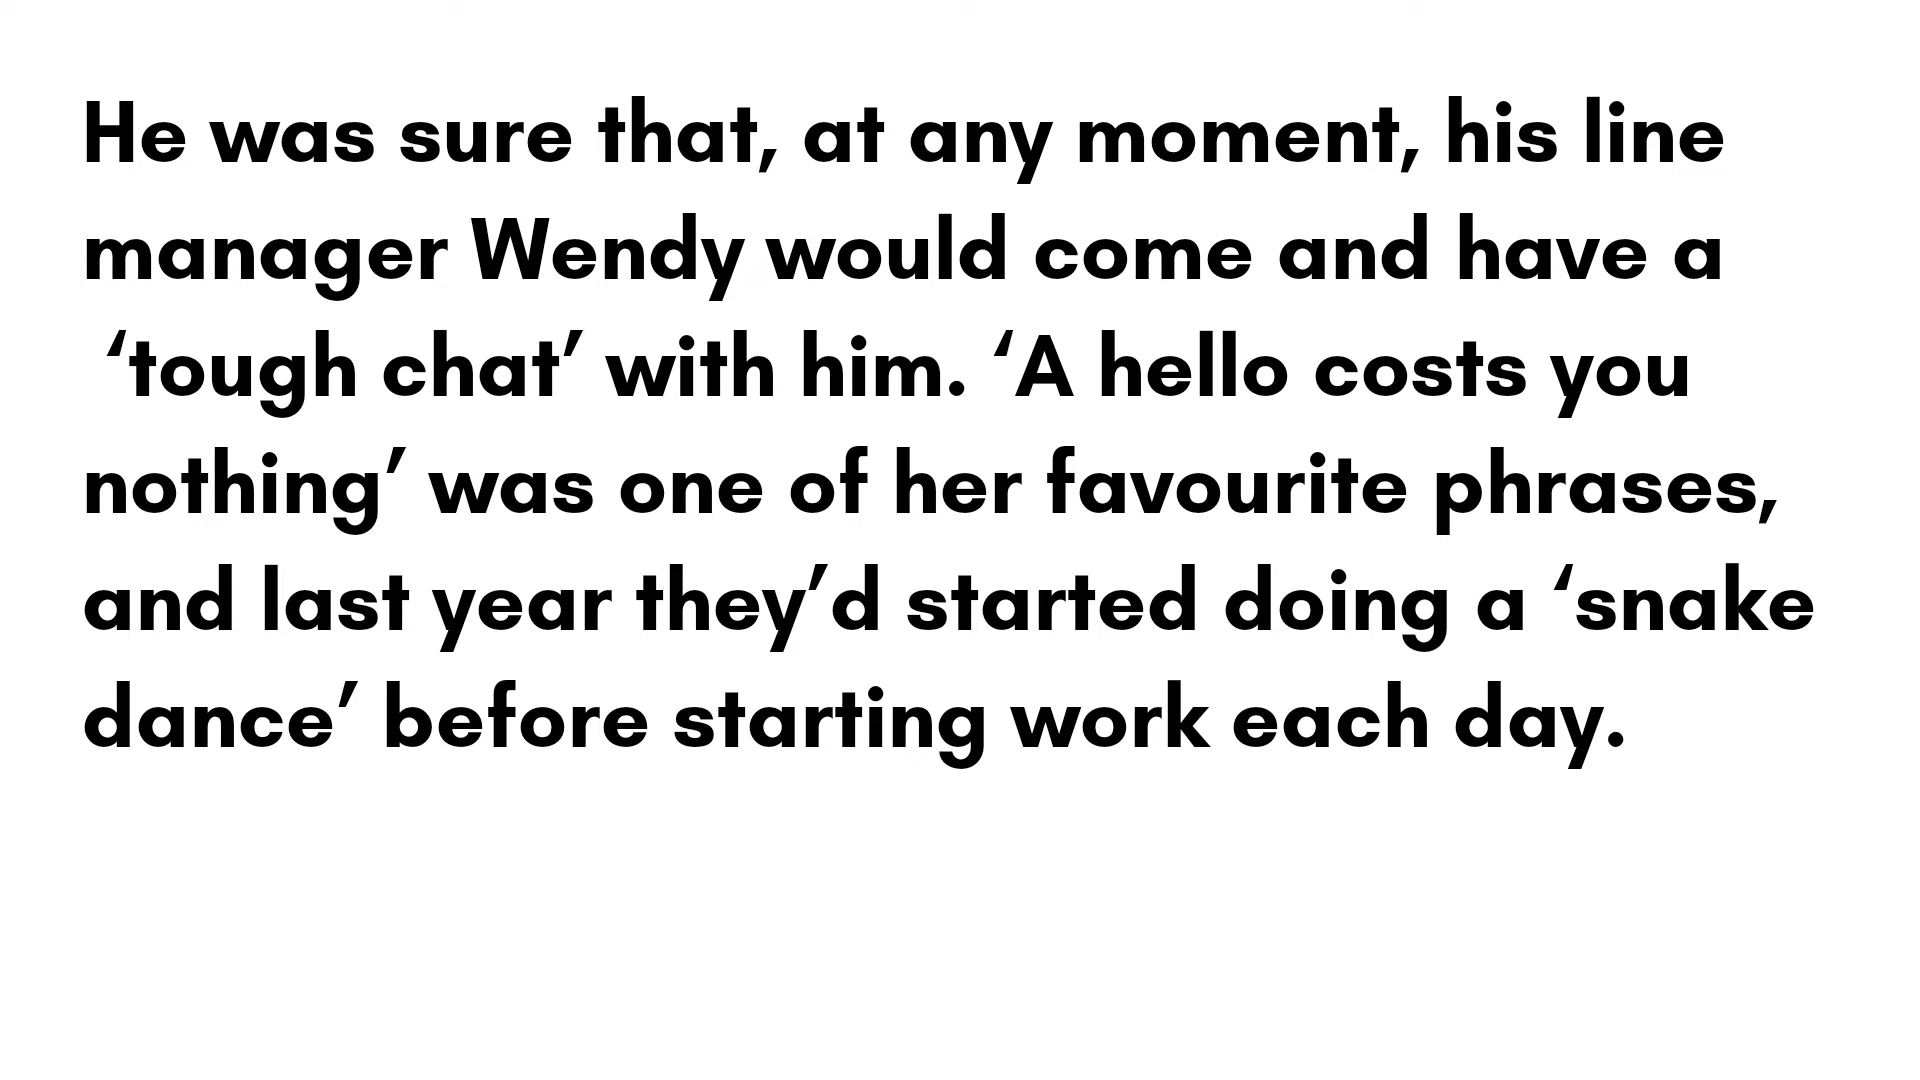 He was sure that, at any moment, his line
manager Wendy would come and have a
‘tough chat’ with him. ‘A hello costs you
nothing’ was one of her favourite phrases,
and last year they’d started doing a ‘snake
dance’ before starting work each day.